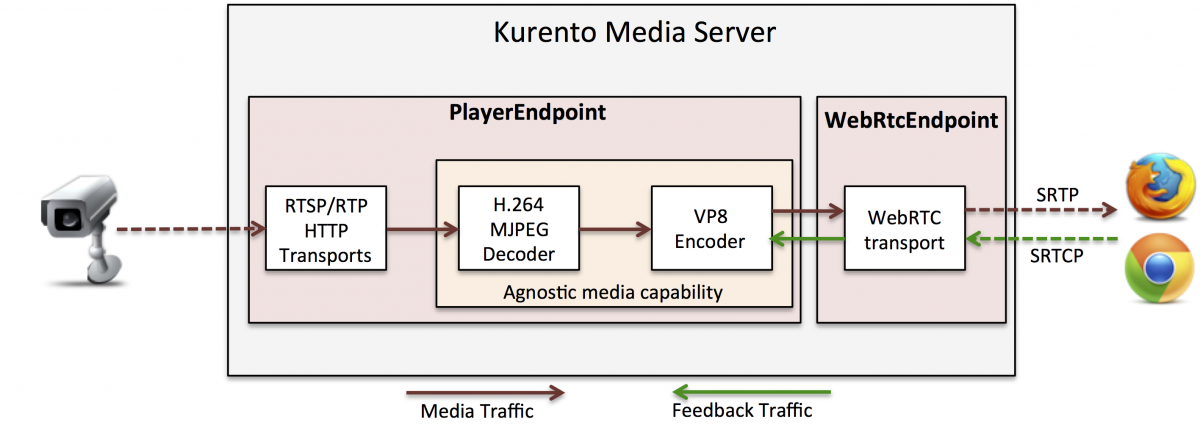 Kurento Media Server
PlayerEndpoint
WebRtcEndpoint
RTSP/RTP
HTTP
Transports
H.264
MJPEG
Decoder
VP8
Encoder
Agnostic media capability
WebRTC
transport
SRTP
SRTCP
Media Traffic
Feedback Traffic